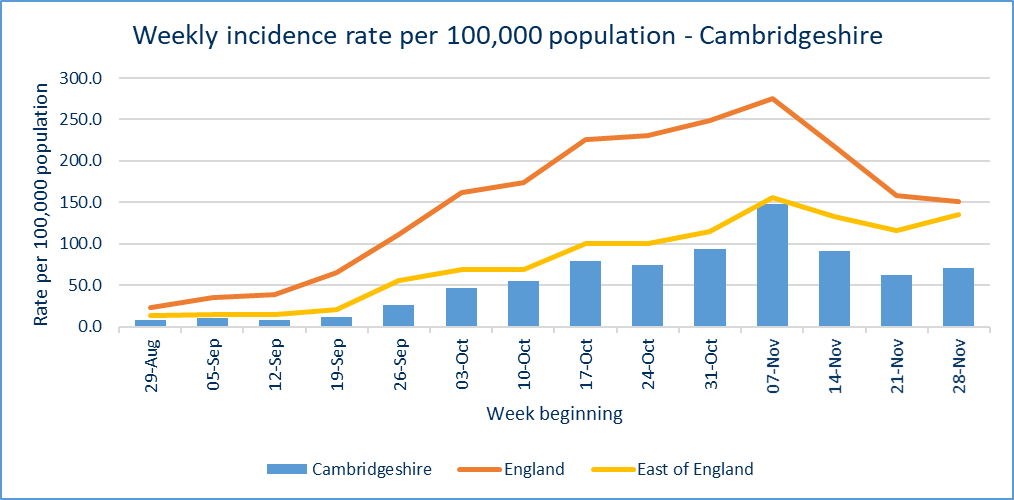 Weekly incidence rate per 100,000 population - Cambridgeshire
Rate per 100,000 population
300.0
250.0
200.0
150.0
100.0
50.0
0.0
29-Aug
05-Sep
12-Sep
19-Sep
26-Sep
03-Oct
10-Oct
17-Oct
24-Oct
31-Oct
07-Nov
14-Nov
21-Nov
28-Nov
Week beginning
Cambridgeshire
England
East of England